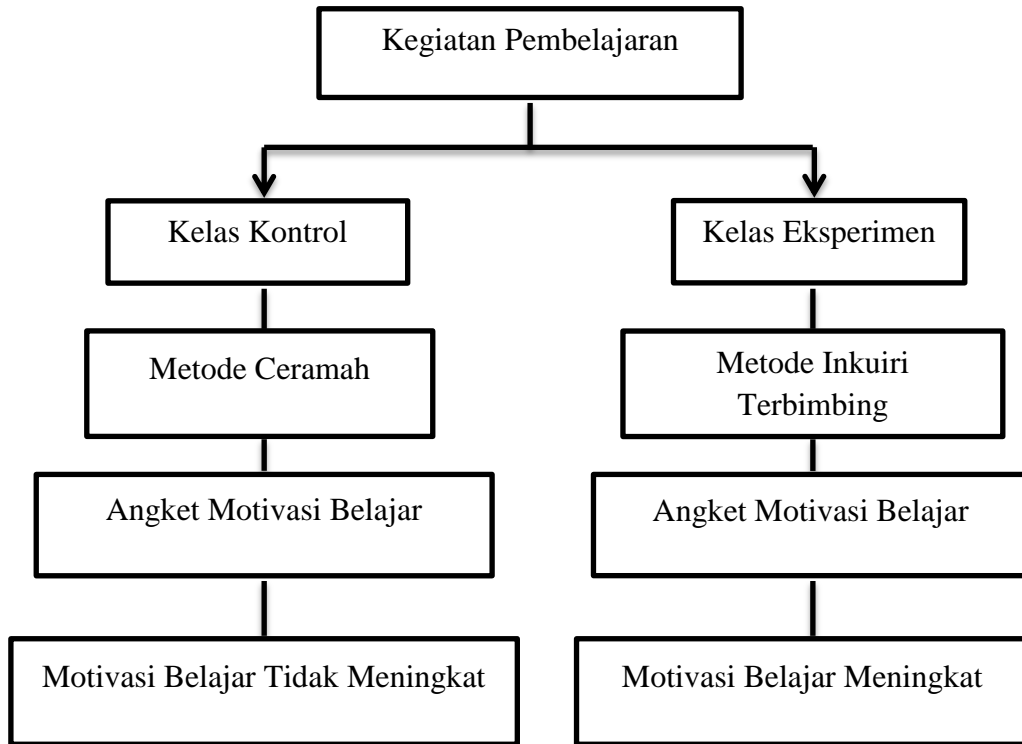 Kegiatan Pembelajaran
Kelas Kontrol
Kelas Eksperimen
Metode Ceramah
Metode Inkuiri
Terbimbing
Angket Motivasi Belajar
Angket Motivasi Belajar
Motivasi Belajar Tidak Meningkat
Motivasi Belajar Meningkat